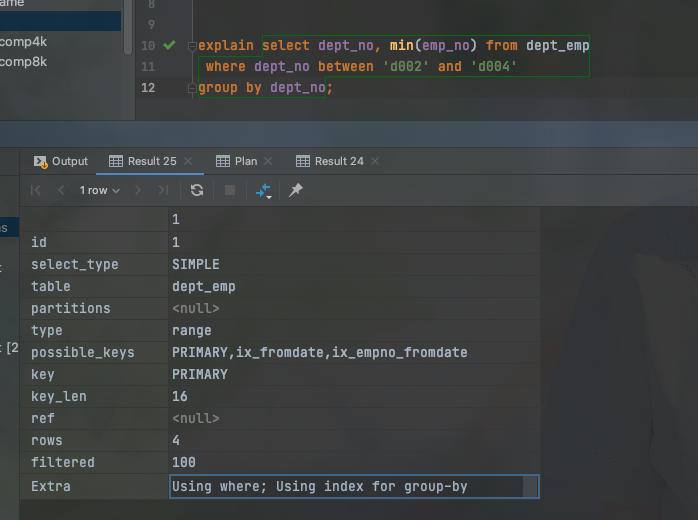 ame
8
comp4k
9
comp8k
10 explain select dept_no, min(emp_no) from dept_emp
11 where dept_no between 'd002' and 'd004'
12 group by dept_no;
Output Result 25 Plan Result 24
1 row
1
id 1
select_type SIMPLE
table dept_emp
partitions <null>
type range
possible_keys PRIMARY,ix_fromdate,ix_empno_fromdate
key PRIMARY
key_len 16
ref <null>
rows 4
filtered 100
Extra Using where; Using index for group-by
s
t
t [2